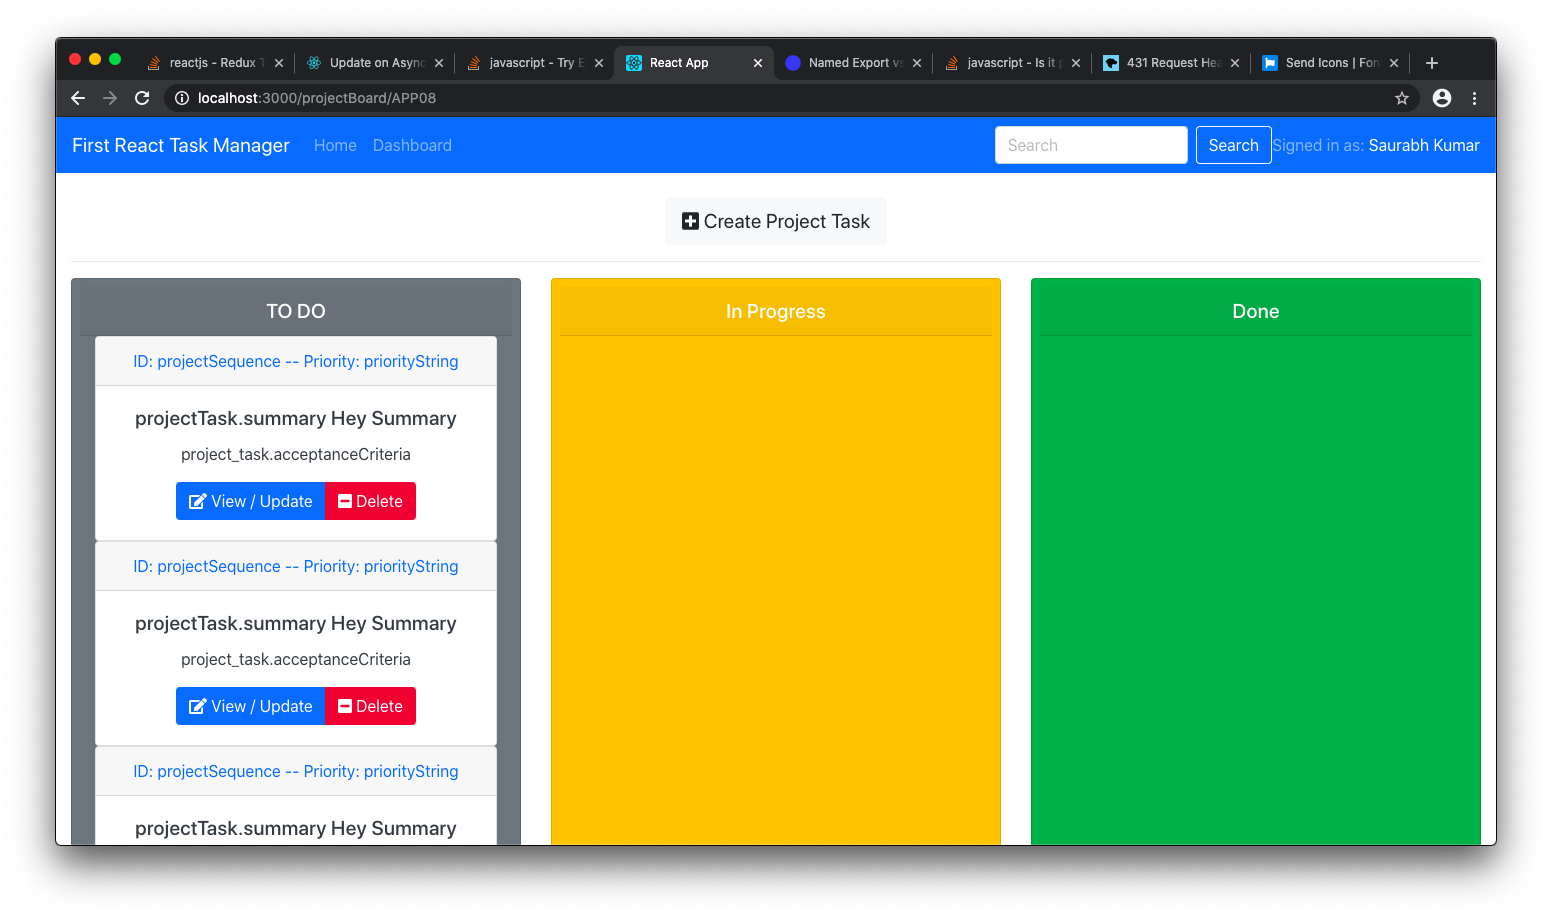 reactjs - Redux
Update on Async
javascript - Try
React App
Named Export vs
javascript - Is it
431 Request Hea
Send Icons | Fon
localhost:3000/projectBoard/APP08
First React Task Manager
Home
Dashboard
Search
Search
Signed in as: Saurabh Kumar
Create Project Task
TO DO
In Progress
Done
ID: projectSequence -- Priority: priorityString
projectTask.summary Hey Summary
project_task.acceptanceCriteria
View / Update
Delete
ID: projectSequence -- Priority: priorityString
projectTask.summary Hey Summary
project_task.acceptanceCriteria
View / Update
Delete
ID: projectSequence -- Priority: priorityString
projectTask.summary Hey Summary